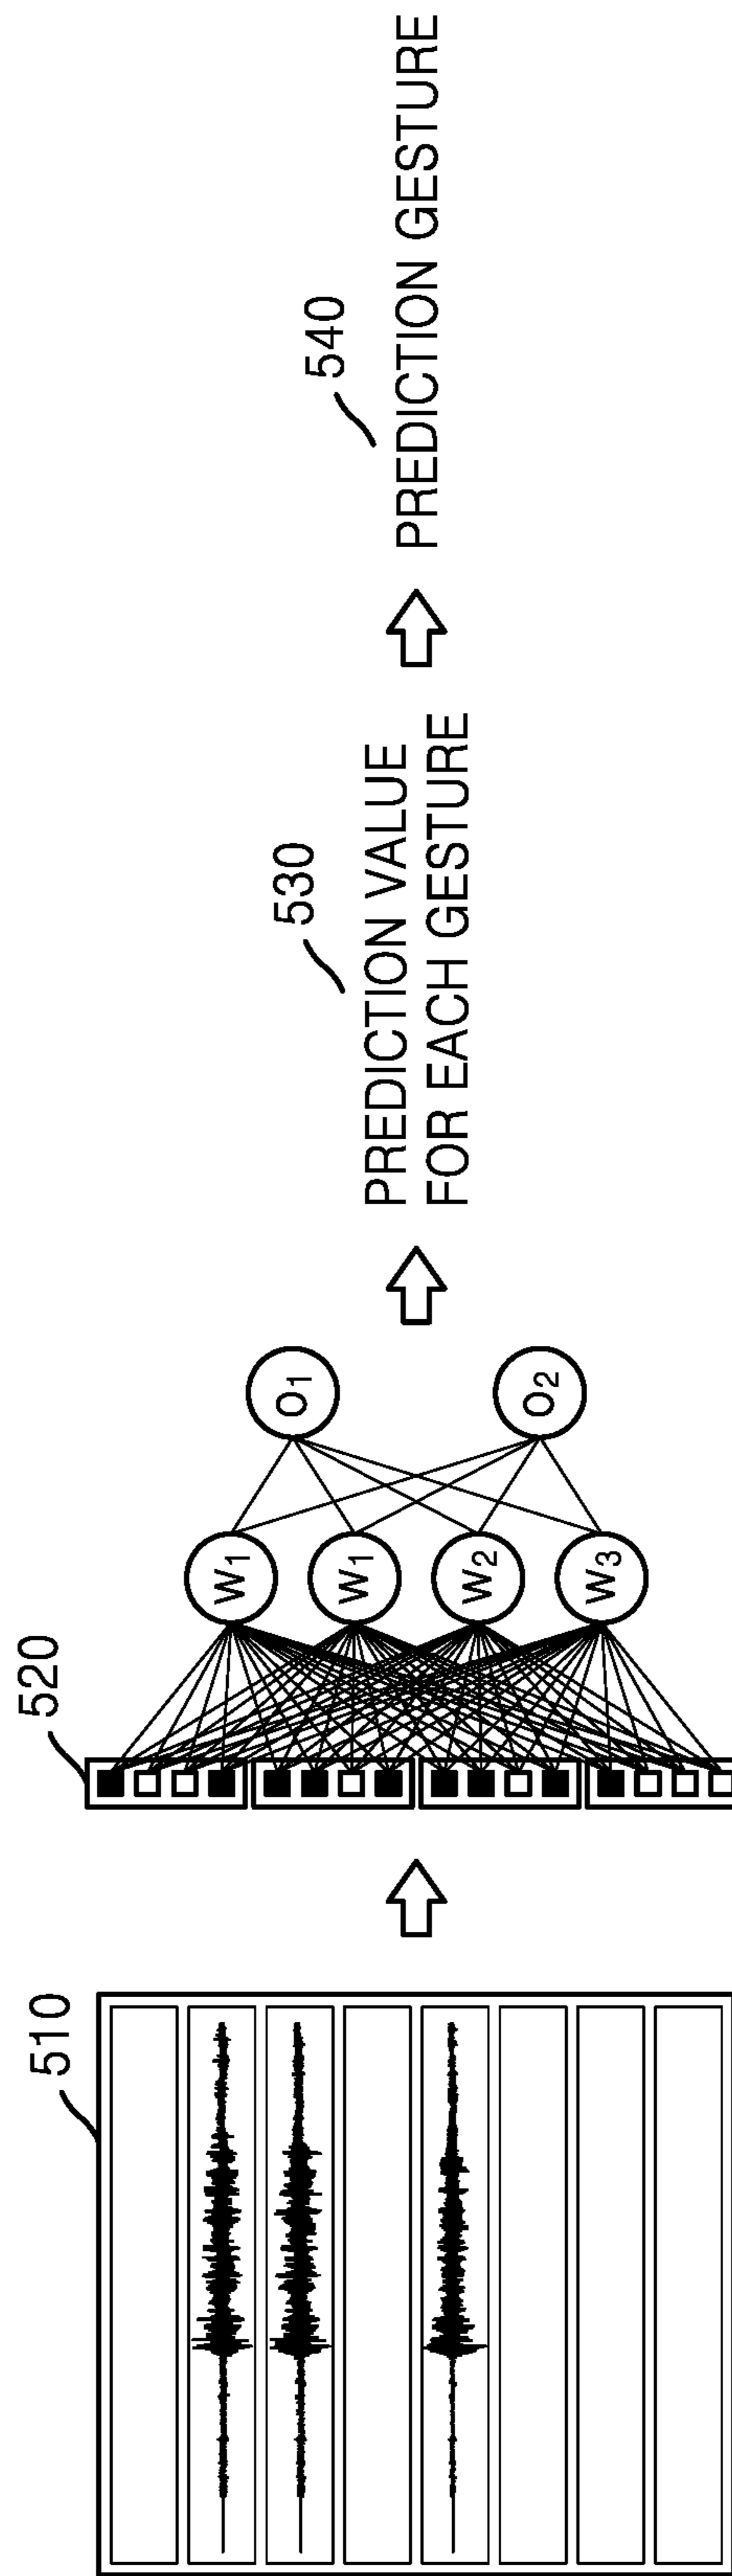 510
520
W1
W1
W2
W3
O1
O2
530
PREDICTION VALUE
FOR EACH GESTURE
540
PREDICTION GESTURE